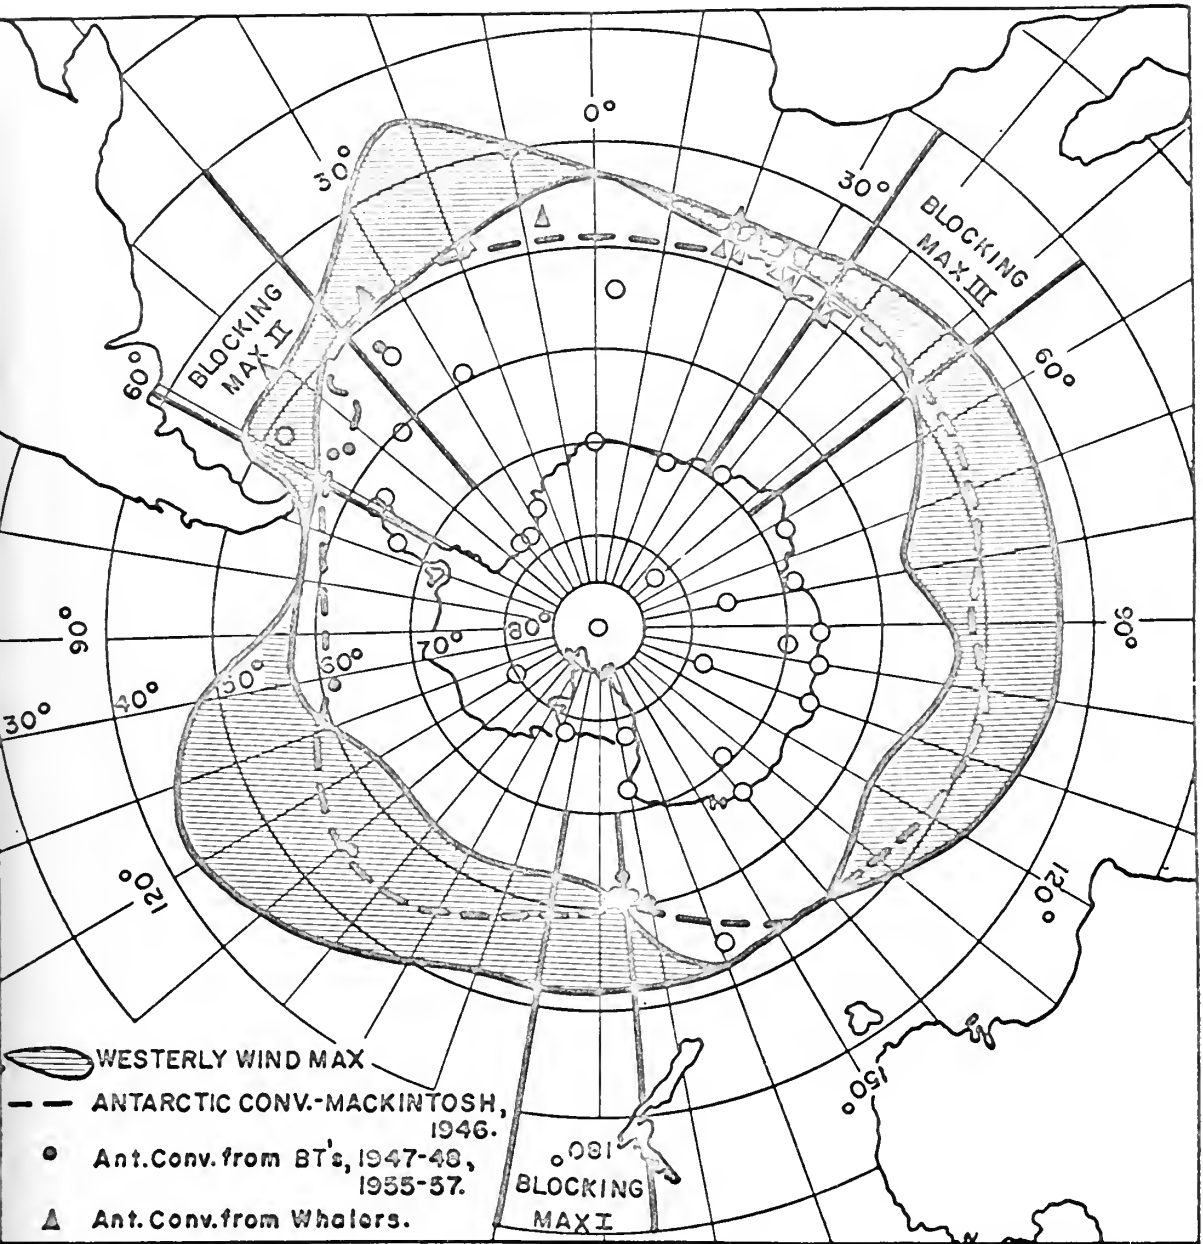 0°
30°
30°
BLOCKING
MAX III
BLOCKING
MAX II
60°
60°
90°
80°
70°
60°
50°
40°
30°
90°
120°
120°
150°
WESTERLY WIND MAX
ANTARCTIC CONV.-MACKINTOSH,
1946.
Ant.Conv. from BT's, 1947-48,
1955-57.
Ant.Conv.from Whalers.
180°
BLOCKING
MAX I